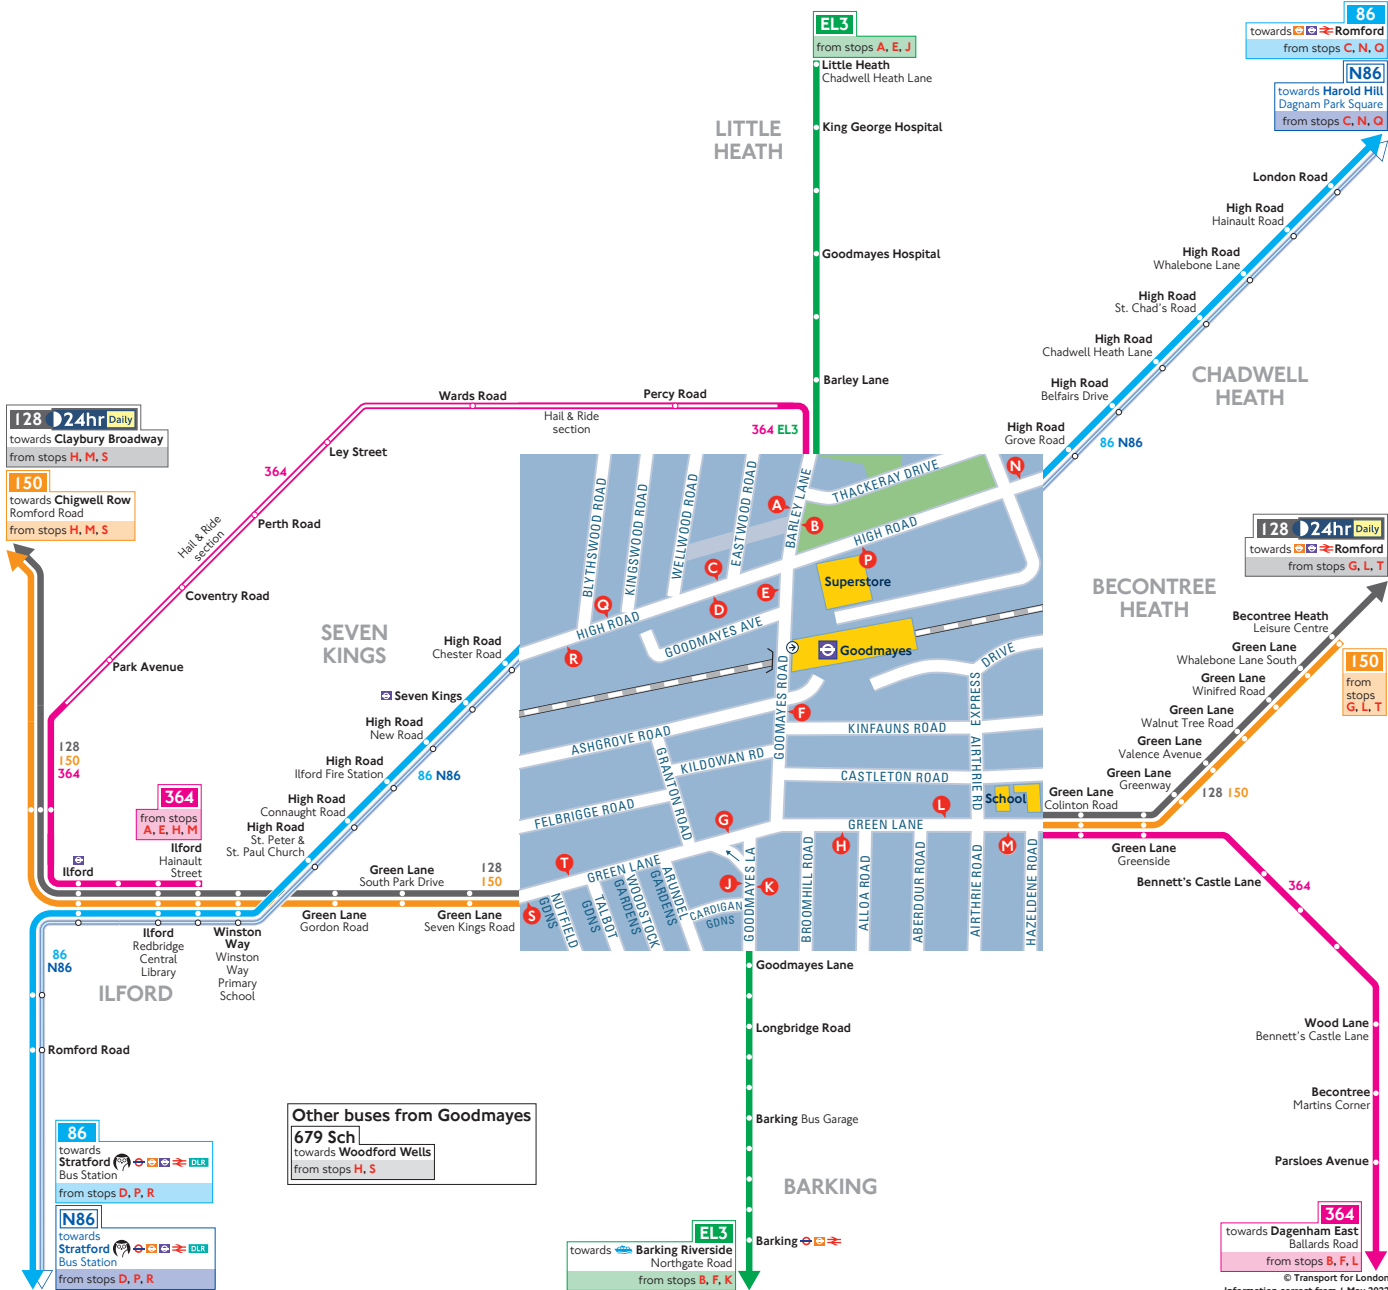 EL3
from stops A, E, J
Little Heath
Chadwell Heath Lane
King George Hospital
Goodmayes Hospital
Barley Lane
LITTLE
HEATH
86
towards Romford
from stops C, N, Q
N86
towards Harold Hill
Dagnam Park Square
from stops C, N, Q
London Road
High Road
Hainault Road
High Road
Whalebone Lane
High Road
St. Chad's Road
High Road
Chadwell Heath Lane
High Road
Belfairs Drive
High Road
Grove Road
86 N86
CHADWELL
HEATH
128 24hr Daily
towards Claybury Broadway
from stops H, M, S
150
towards Chigwell Row
Romford Road
from stops H, M, S
Wards Road
Percy Road
Hail & Ride
section
364 EL3
Ley Street
364
Perth Road
Hail & Ride
section
Coventry Road
Park Avenue
SEVEN
KINGS
High Road
Chester Road
Seven Kings
High Road
New Road
High Road
Ilford Fire Station
86 N86
High Road
Connaught Road
High Road
St. Peter &
St. Paul Church
128
150
364
364
from stops
A, E, H, M
Ilford
Hainault
Street
Ilford
Green Lane
South Park Drive
128
150
Green Lane
Gordon Road
Green Lane
Seven Kings Road
Ilford
Redbridge
Central
Library
Winston
Way
Winston
Way
Primary
School
86
N86
ILFORD
Romford Road
BLYTHSWOOD ROAD
KINGSWOOD ROAD
WELLWOOD ROAD
EASTWOOD ROAD
BARLEY LANE
THACKERAY DRIVE
HIGH ROAD
N
A
B
C
P
Superstore
Q
D
E
HIGH ROAD
GOODMAYES AVE
R
Goodmayes
GOODMAYES ROAD
DRIVE
EXPRESS
F
KINFAUNS ROAD
ASHGROVE ROAD
GRANTON ROAD
KILDOWAN RD
CASTLETON ROAD
AIRTHRIE RD
School
FELBRIGGE ROAD
L
G
GREEN LANE
H
M
T
GREEN LANE
J
K
S
NUTFIELD
GDNS
TALBOT
GDNS
WOODSTOCK
GARDENS
ARUNDEL
GARDENS
CARDIGAN
GDNS
GOODMAYES LA
BROOMHILL ROAD
ALLOA ROAD
ABERDOUR ROAD
AIRTHRIE ROAD
HAZELDENE ROAD
128 24hr Daily
towards Romford
from stops G, L, T
BECONTREE
HEATH
Becontree Heath
Leisure Centre
Green Lane
Whalebone Lane South
Green Lane
Winifred Road
Green Lane
Walnut Tree Road
Green Lane
Valence Avenue
Green Lane
Greenway
Green Lane
Colinton Road
150
from
stops
G, L, T
128 150
Green Lane
Greenside
Bennett's Castle Lane
364
Wood Lane
Bennett's Castle Lane
Becontree
Martins Corner
Parsloes Avenue
364
towards Dagenham East
Ballards Road
from stops B, F, L
Goodmayes Lane
Longbridge Road
Barking Bus Garage
BARKING
Barking
EL3
towards Barking Riverside
Northgate Road
from stops B, F, K
Other buses from Goodmayes
679 Sch
towards Woodford Wells
from stops H, S
86
towards
Stratford DLR
Bus Station
from stops D, P, R
N86
towards
Stratford DLR
Bus Station
from stops D, P, R
© Transport for London